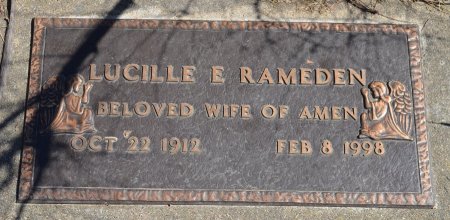 LUCILLE E RAMEDEN
BELOVED WIFE OF AMEN
OCT 22 1912 FEB 8 1998